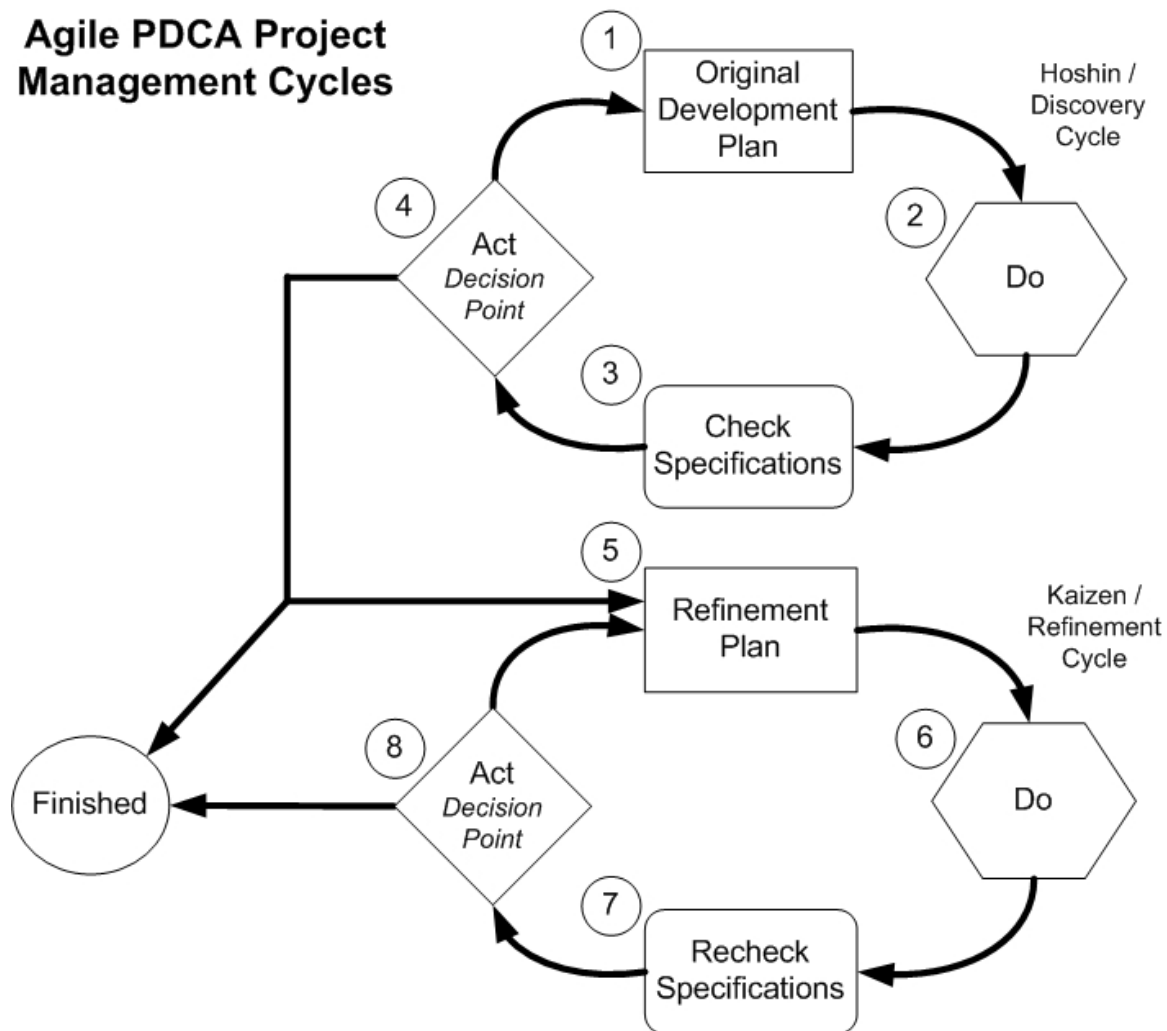 Agile PDCA Project
Management Cycles
1
Original
Development
Plan
Hoshin /
Discovery
Cycle
2
Do
3
Check
Specifications
4
Act
Decision
Point
5
Refinement
Plan
Kaizen /
Refinement
Cycle
6
Do
7
Recheck
Specifications
8
Act
Decision
Point
Finished